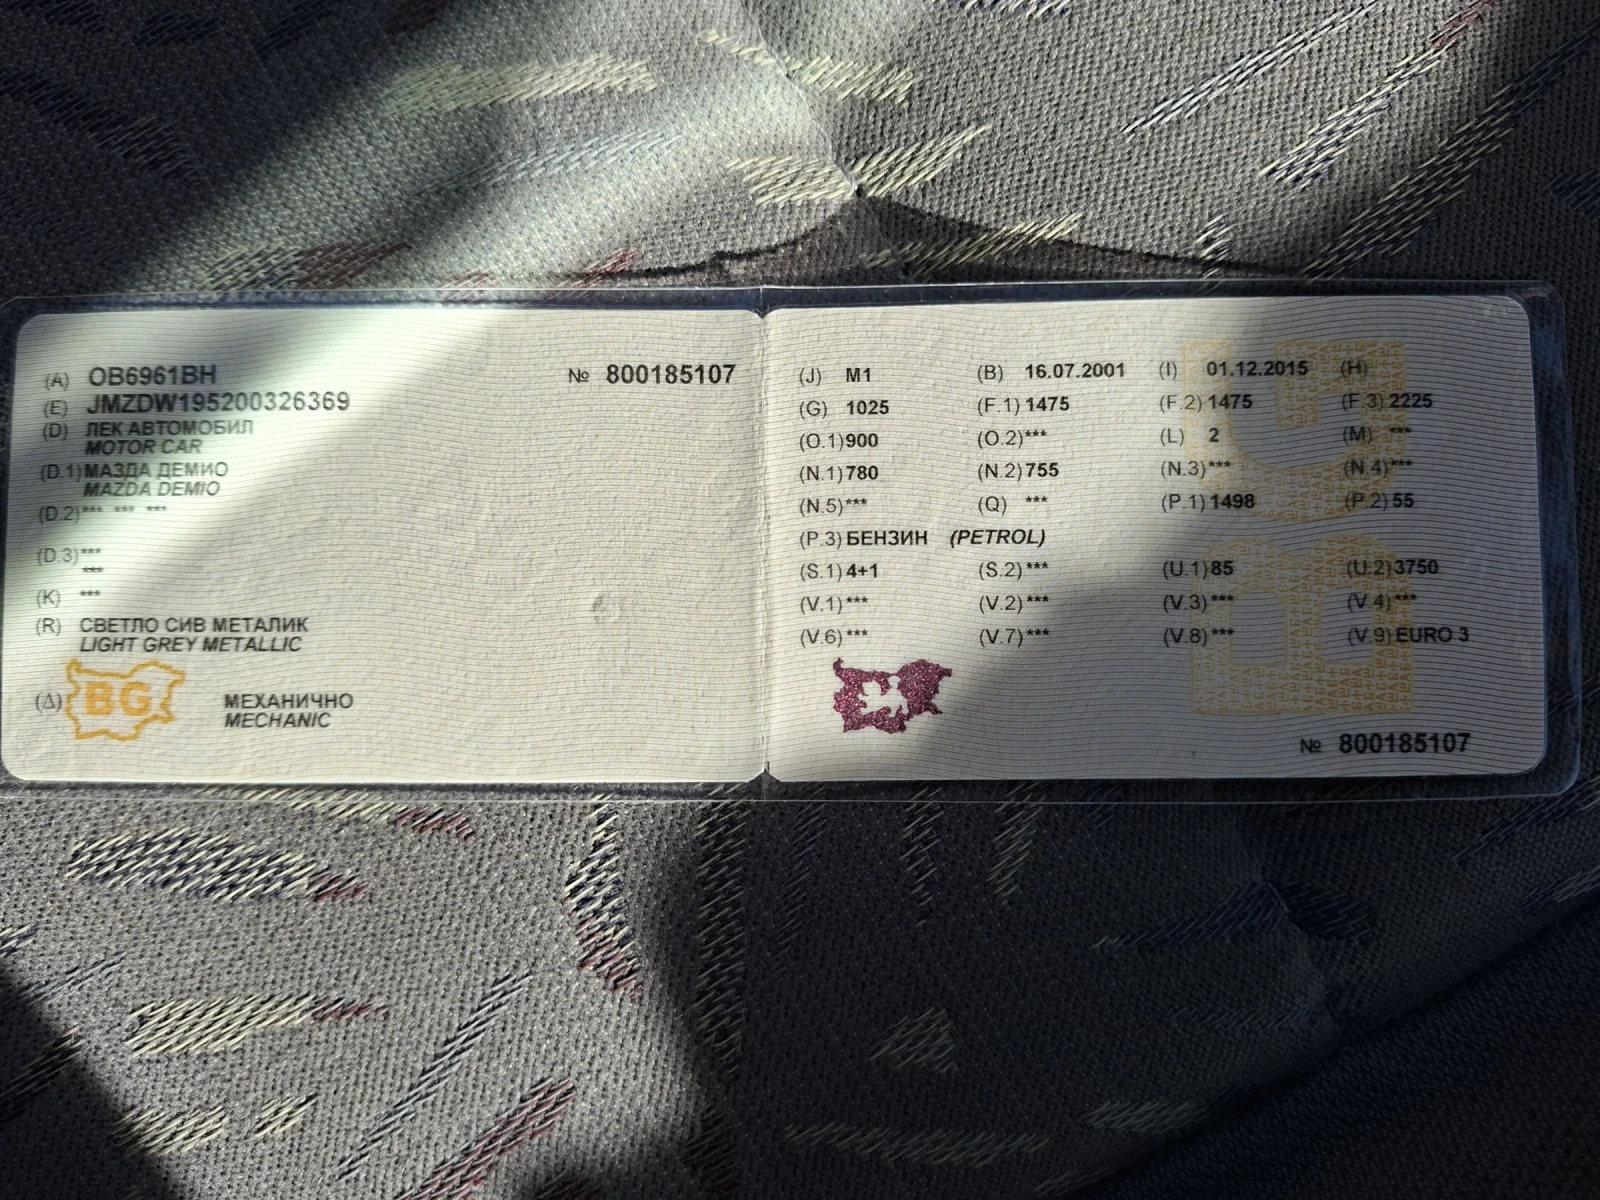 (A) OB6961BH № 800185107
(E) JMZDW195200326369
(D) ЛЕК АВТОМОБИЛ
MOTOR CAR
(D.1) МАЗДА ДЕМИО
MAZDA DEMIO
(D.2) *** *** ***
(D.3) ***
***
(K) ***
(R) СВЕТЛО СИВ МЕТАЛИК
LIGHT GREY METALLIC
(Δ) BG МЕХАНИЧНО
MECHANIC
(J) M1 (B) 16.07.2001 (I) 01.12.2015 (H)
(G) 1025 (F.1) 1475 (F.2) 1475 (F.3) 2225
(O.1) 900 (O.2) *** (L) 2 (M) ***
(N.1) 780 (N.2) 755 (N.3) *** (N.4) ***
(N.5) *** (Q) *** (P.1) 1498 (P.2) 55
(P.3) БЕНЗИН (PETROL)
(S.1) 4+1 (S.2) *** (U.1) 85 (U.2) 3750
(V.1) *** (V.2) *** (V.3) *** (V.4) ***
(V.6) *** (V.7) *** (V.8) *** (V.9) EURO 3
№ 800185107